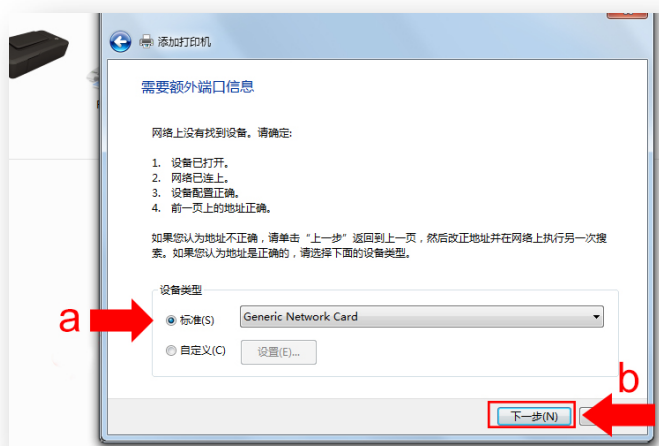 添加打印机
需要额外端口信息
网络上没有找到设备。请确定:
1. 设备已打开。
2. 网络已连上。
3. 设备配置正确。
4. 前一页上的地址正确。
如果您认为地址不正确，请单击“上一步”返回到上一页，然后改正地址并在网络上执行另一次搜
索。如果您认为地址是正确的，请选择下面的设备类型。
设备类型
a
标准(S) Generic Network Card
自定义(C) 设置(E)...
b
下一步(N)